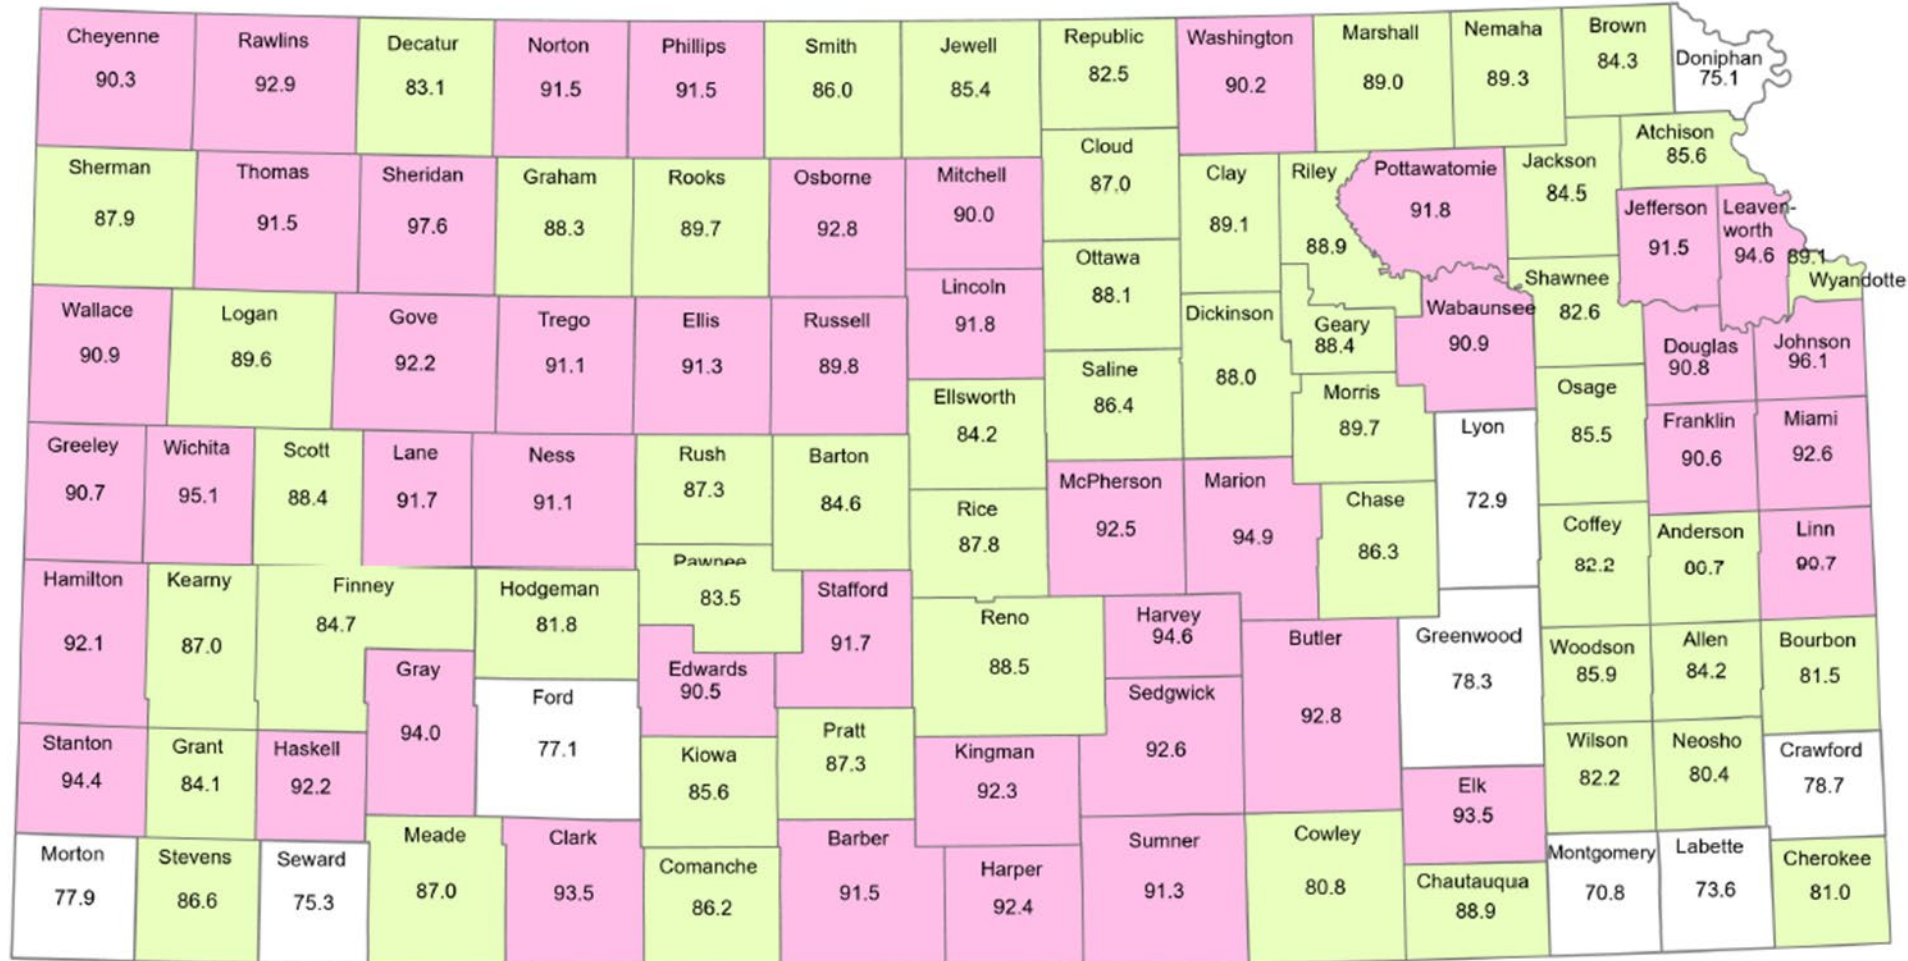 Cheyenne
90.3
Rawlins
92.9
Decatur
83.1
Norton
91.5
Phillips
91.5
Smith
86.0
Jewell
85.4
Republic
82.5
Washington
90.2
Marshall
89.0
Nemaha
89.3
Brown
84.3
Doniphan
75.1
Sherman
87.9
Thomas
91.5
Sheridan
97.6
Graham
88.3
Rooks
89.7
Osborne
92.8
Mitchell
90.0
Cloud
87.0
Clay
89.1
Riley
88.9
Pottawatomie
91.8
Jackson
84.5
Atchison
85.6
Jefferson
91.5
Leaven-
worth
94.6
89.1
Wyandotte
Wallace
90.9
Logan
89.6
Gove
92.2
Trego
91.1
Ellis
91.3
Russell
89.8
Lincoln
91.8
Ottawa
88.1
Dickinson
88.0
Geary
88.4
Wabaunsee
90.9
Shawnee
82.6
Douglas
90.8
Johnson
96.1
Ellsworth
84.2
Saline
86.4
Morris
89.7
Lyon
72.9
Osage
85.5
Franklin
90.6
Miami
92.6
Greeley
90.7
Wichita
95.1
Scott
88.4
Lane
91.7
Ness
91.1
Rush
87.3
Barton
84.6
Rice
87.8
McPherson
92.5
Marion
94.9
Chase
86.3
Coffey
82.2
Anderson
Linn
90.7
Hamilton
92.1
Kearny
87.0
Finney
84.7
Hodgeman
81.8
Pawnee
83.5
Stafford
91.7
Reno
88.5
Harvey
94.6
Butler
92.8
Greenwood
78.3
Woodson
85.9
Allen
84.2
Bourbon
81.5
Gray
94.0
Ford
77.1
Edwards
90.5
Sedgwick
92.6
Stanton
94.4
Grant
84.1
Haskell
92.2
Kiowa
85.6
Pratt
87.3
Kingman
92.3
Elk
93.5
Wilson
82.2
Neosho
80.4
Crawford
78.7
Morton
77.9
Stevens
86.6
Seward
75.3
Meade
87.0
Clark
93.5
Comanche
86.2
Barber
91.5
Harper
92.4
Sumner
91.3
Cowley
80.8
Chautauqua
88.9
Montgomery
70.8
Labette
73.6
Cherokee
81.0